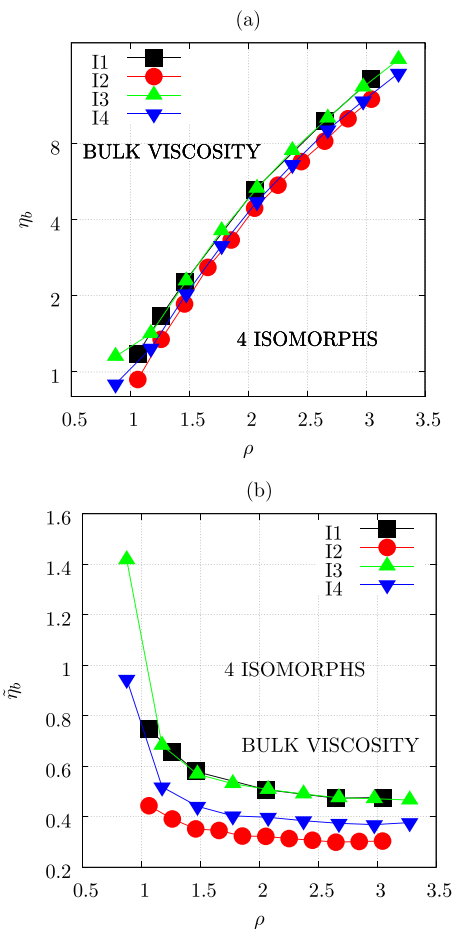 (a)
I1
I2
I3
I4
BULK VISCOSITY
4 ISOMORPHS
8
4
2
1
η_b
0.5 1 1.5 2 2.5 3 3.5
ρ
(b)
1.6
1.4
1.2
1
0.8
0.6
0.4
0.2
I1
I2
I3
I4
4 ISOMORPHS
BULK VISCOSITY
η̃_b
0.5 1 1.5 2 2.5 3 3.5
ρ